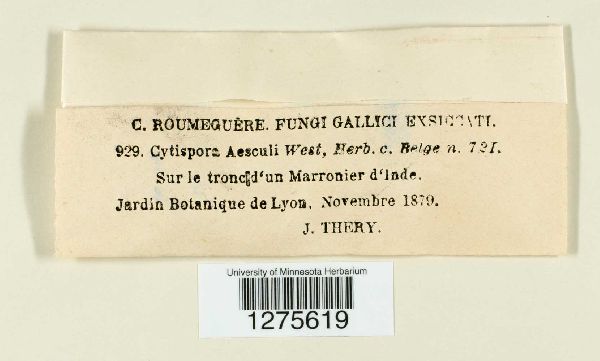 C. ROUMEGUÈRE. FUNGI GALLICI EXSICCATI.
929. Cytispora Aesculi West, Herb. c. Belge n. 721.
Sur le tronc d'un Marronier d'Inde.
Jardin Botanique de Lyon, Novembre 1879.
J. THERY.
University of Minnesota Herbarium
1275619